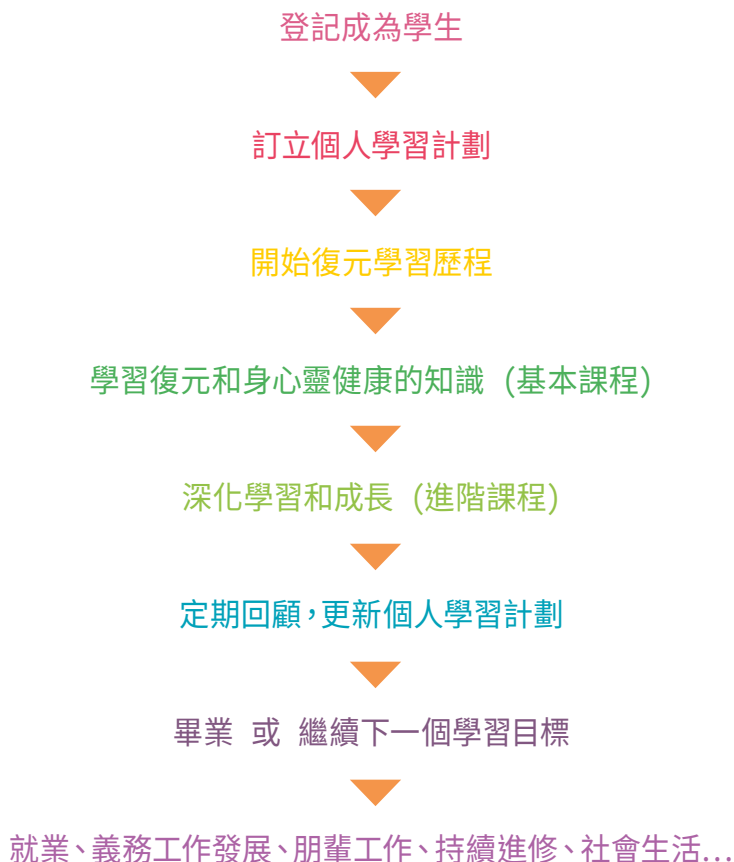 登記成為學生
訂立個人學習計劃
開始復元學習歷程
學習復元和身心靈健康的知識 (基本課程)
深化學習和成長 (進階課程)
定期回顧，更新個人學習計劃
畢業 或 繼續下一個學習目標
就業、義務工作發展、朋輩工作、持續進修、社會生活...